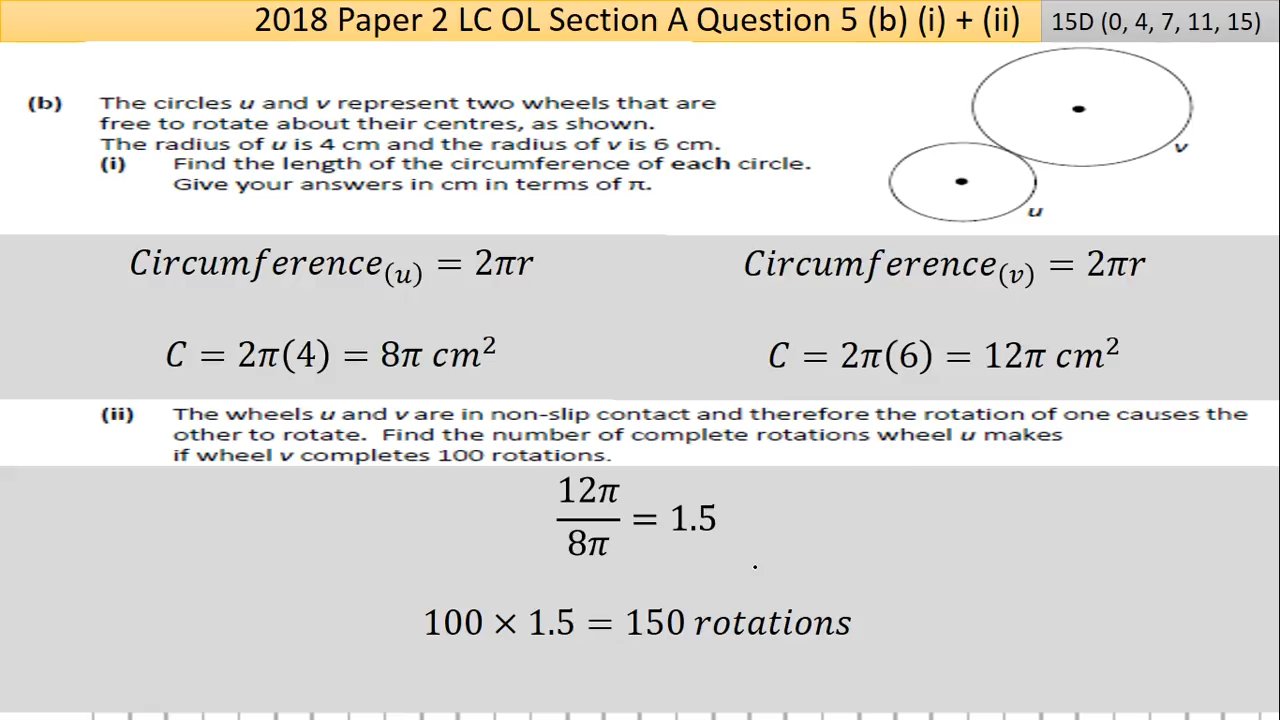 2018 Paper 2 LC OL Section A Question 5 (b) (i) + (ii)
15D (0, 4, 7, 11, 15)
(b) The circles u and v represent two wheels that are
free to rotate about their centres, as shown.
The radius of u is 4 cm and the radius of v is 6 cm.
(i) Find the length of the circumference of each circle.
Give your answers in cm in terms of π.
v
u
Circumference(u) = 2πr
Circumference(v) = 2πr
C = 2π(4) = 8π cm²
C = 2π(6) = 12π cm²
(ii) The wheels u and v are in non-slip contact and therefore the rotation of one causes the
other to rotate. Find the number of complete rotations wheel u makes
if wheel v completes 100 rotations.
12π/8π = 1.5
100 × 1.5 = 150 rotations